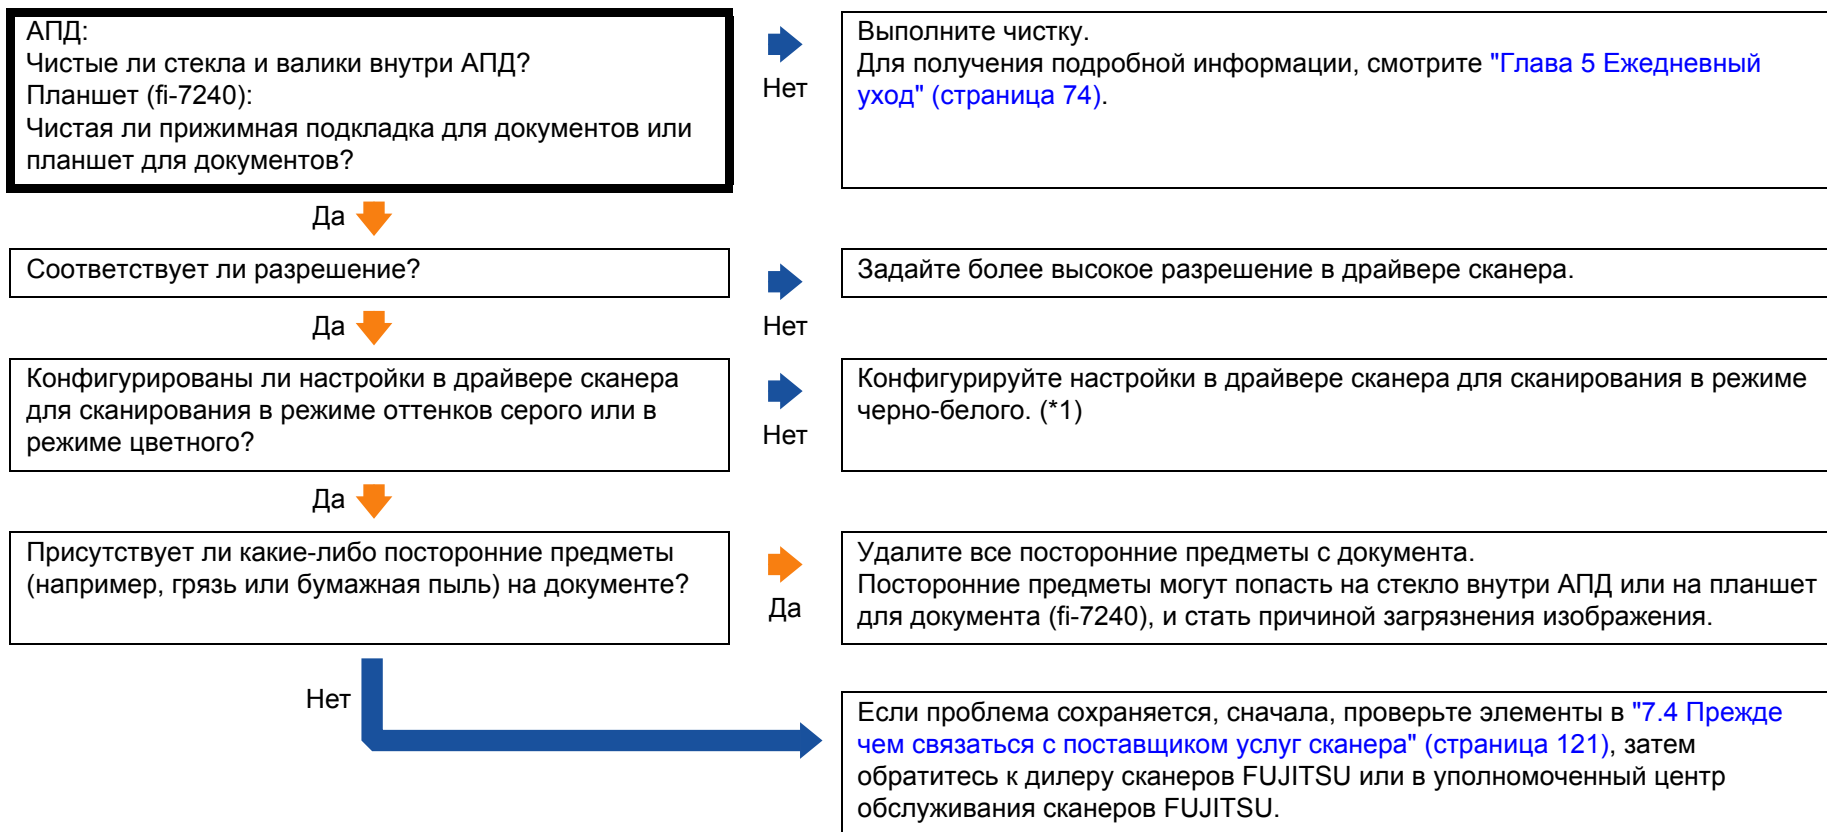 АПД:
Чистые ли стекла и валики внутри АПД?
Планшет (fi-7240):
Чистая ли прижимная подкладка для документов или
планшет для документов?
Нет
Выполните чистку.
Для получения подробной информации, смотрите "Глава 5 Ежедневный
уход" (страница 74).
Да
Соответствует ли разрешение?
Нет
Задайте более высокое разрешение в драйвере сканера.
Да
Конфигурированы ли настройки в драйвере сканера
для сканирования в режиме оттенков серого или в
режиме цветного?
Нет
Конфигурируйте настройки в драйвере сканера для сканирования в режиме
черно-белого. (*1)
Да
Присутствует ли какие-либо посторонние предметы
(например, грязь или бумажная пыль) на документе?
Да
Удалите все посторонние предметы с документа.
Посторонние предметы могут попасть на стекло внутри АПД или на планшет
для документа (fi-7240), и стать причиной загрязнения изображения.
Нет
Если проблема сохраняется, сначала, проверьте элементы в "7.4 Прежде
чем связаться с поставщиком услуг сканера" (страница 121), затем
обратитесь к дилеру сканеров FUJITSU или в уполномоченный центр
обслуживания сканеров FUJITSU.